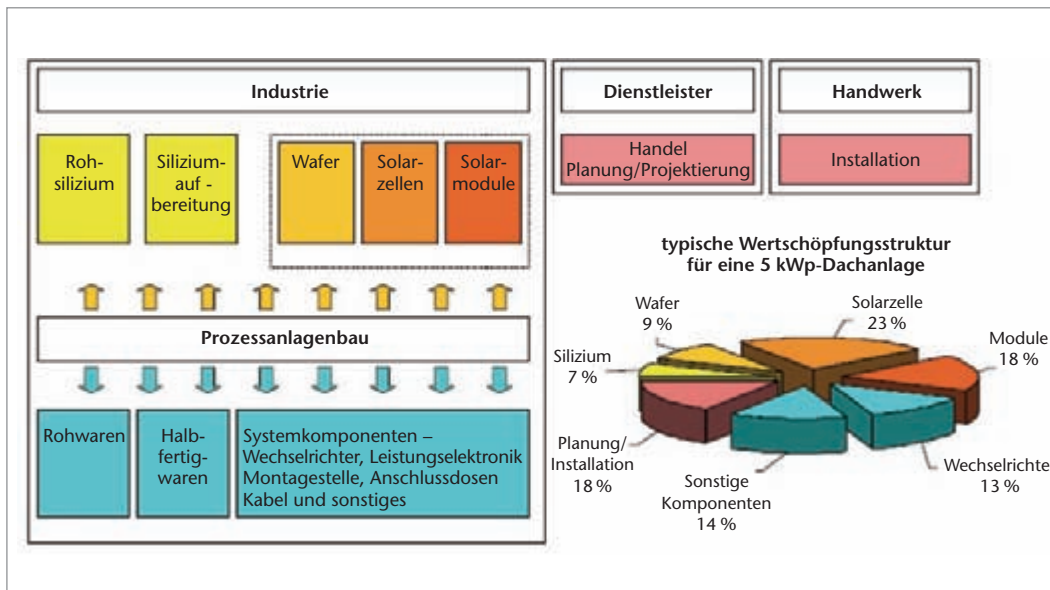 Industrie
Roh-
silizium
Silizium-
auf -
bereitung
Wafer
Solar-
zellen
Solar-
module
Prozessanlagenbau
Rohwaren
Halb-
fertig
waren
Systemkomponenten –
Wechselrichter, Leistungselektronik
Montagestelle, Anschlussdosen
Kabel und sonstiges
Dienstleister
Handel
Planung/Projektierung
Handwerk
Installation
typische Wertschöpfungsstruktur
für eine 5 kWp-Dachanlage
Wafer
9 %
Solarzelle
23 %
Module
18 %
Silizium
7 %
Planung/
Installation
18 %
Sonstige
Komponenten
14 %
Wechselrichte
13 %